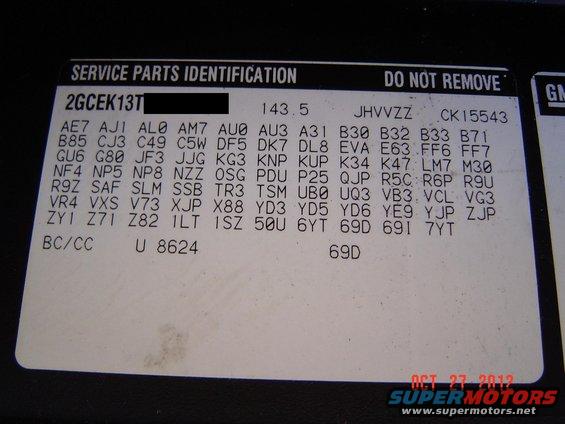 SERVICE PARTS IDENTIFICATION DO NOT REMOVE
2GCEK13T 143.5 JHVVZZ CK15543
AE7 AJ1 AL0 AM7 AU0 AU3 A31 B30 B32 B33 B71
B85 CJ3 C49 C5W DF5 DK7 DL8 EVA E63 FF6 FF7
GU6 G80 JF3 JJG KG3 KNP KUP K34 K47 LM7 M30
NF4 NP5 NP8 NZZ OSG PDU P25 QJP R5C R6P R9U
R9Z SAF SLM SSB TR3 TSM UB0 UQ3 VB3 VCL VG3
VR4 VXS V73 XJP X88 YD3 YD5 YD6 YE9 YJP ZJP
ZY1 Z71 Z82 1LT 1SZ 50U 6YT 69D 69I 7YT
BC/CC U 8624 69D
GM
OCT 27 2012
SUPERMOTORS
www.supermotors.net